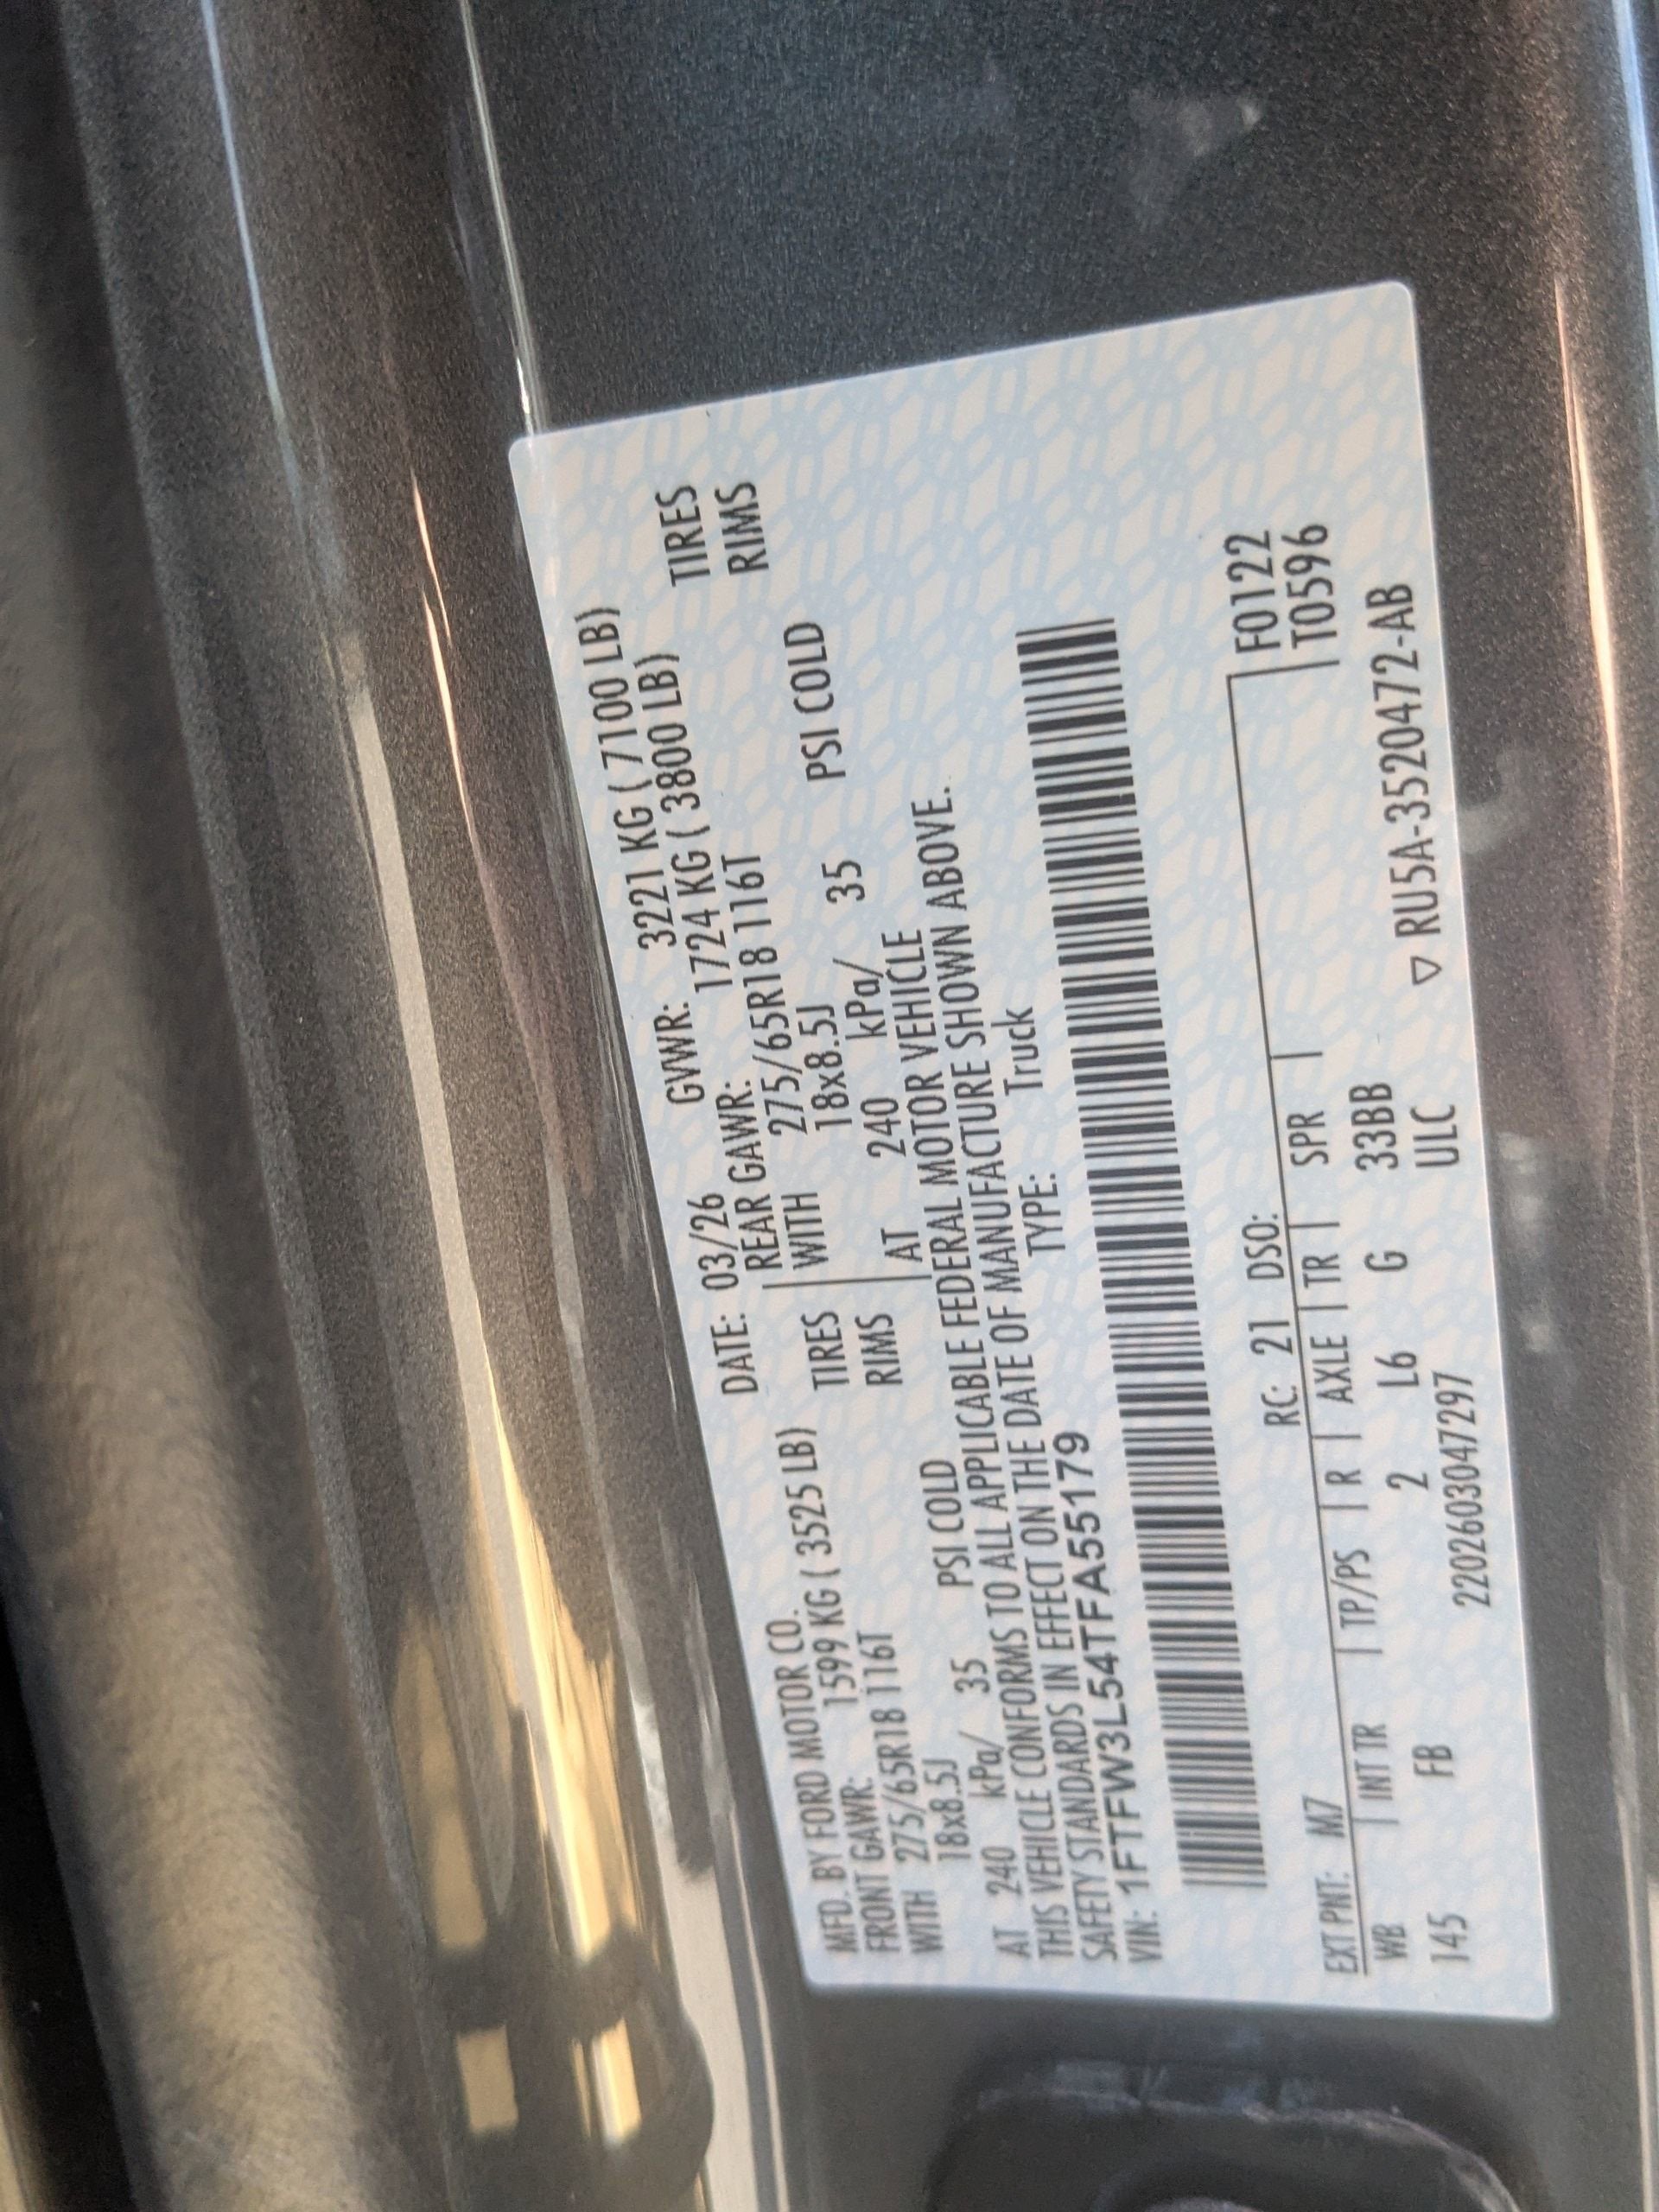 MFD. BY FORD MOTOR CO. DATE: 03/26 GVWR: 3221 KG ( 7100 LB)
FRONT GAWR: 1599 KG ( 3525 LB) REAR GAWR: 1724 KG ( 3800 LB)
WITH 275/65R18 116T TIRES WITH 275/65R18 116T TIRES
18x8.5J RIMS 18x8.5J RIMS
AT 240 kPa/ 35 PSI COLD AT 240 kPa/ 35 PSI COLD
THIS VEHICLE CONFORMS TO ALL APPLICABLE FEDERAL MOTOR VEHICLE
SAFETY STANDARDS IN EFFECT ON THE DATE OF MANUFACTURE SHOWN ABOVE.
VIN: 1FTFW3L54TFA55179 TYPE: Truck
EXT PNT: M7 RC: 21 DSO: F0122
WB | INT TR | TP/PS | R | AXLE | TR | SPR | T0596
145 FB 2 L6 G 33BB
ULC ▽ RU5A-3520472-AB
2202603047297